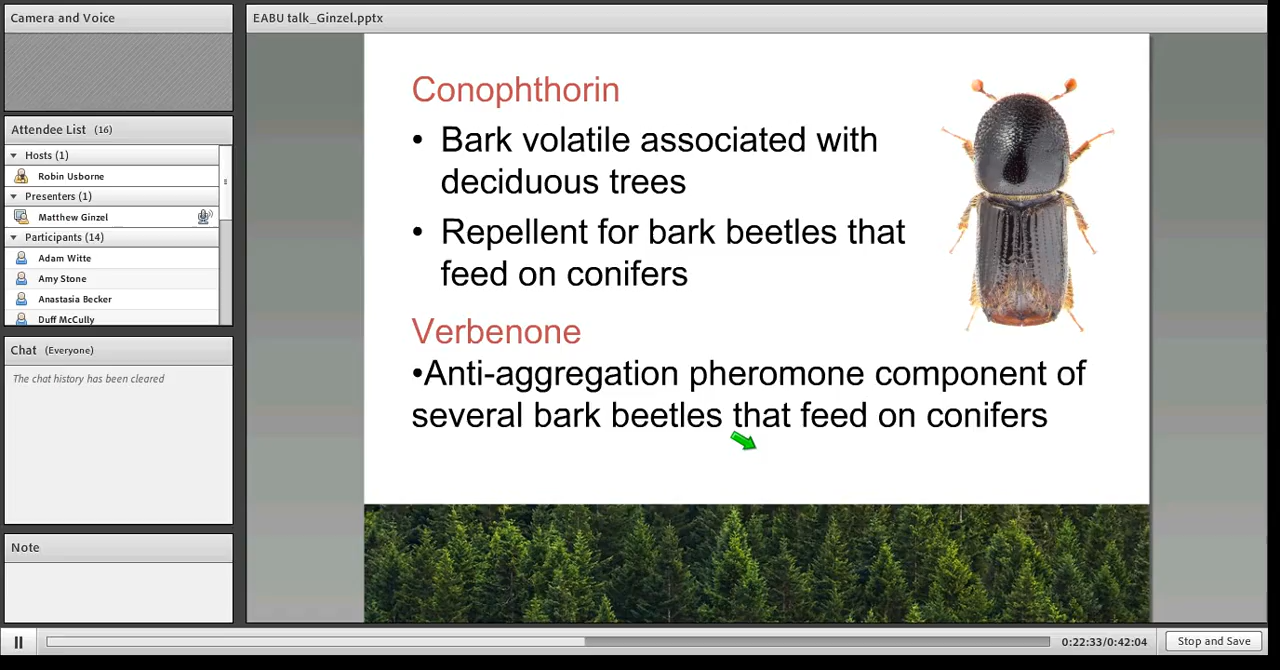 Camera and Voice
EABU talk_Ginzel.pptx
Attendee List (16)
Hosts (1)
Robin Usborne
Presenters (1)
Matthew Ginzel
Participants (14)
Adam Witte
Amy Stone
Anastasia Becker
Duff McCully
Chat (Everyone)
The chat history has been cleared
Note
Conophthorin
• Bark volatile associated with
deciduous trees
• Repellent for bark beetles that
feed on conifers
Verbenone
•Anti-aggregation pheromone component of
several bark beetles that feed on conifers
0:22:33/0:42:04
Stop and Save